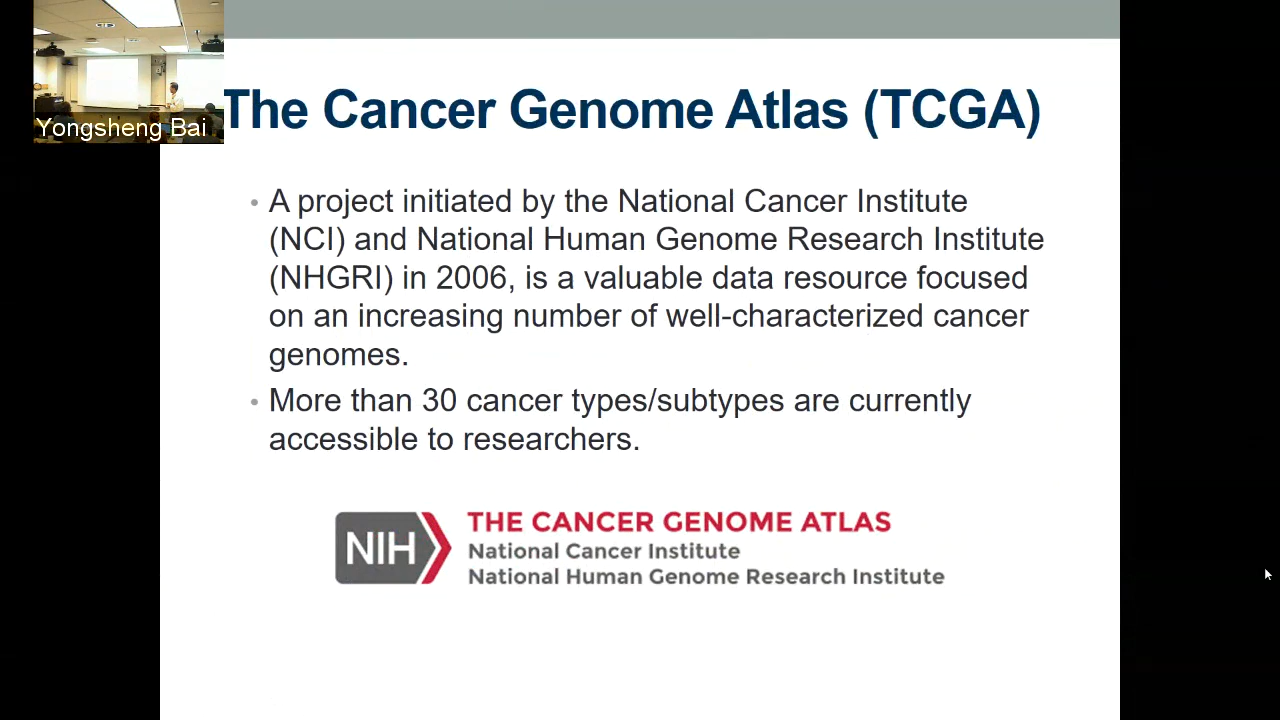 Yongsheng Bai
The Cancer Genome Atlas (TCGA)
• A project initiated by the National Cancer Institute
(NCI) and National Human Genome Research Institute
(NHGRI) in 2006, is a valuable data resource focused
on an increasing number of well-characterized cancer
genomes.
• More than 30 cancer types/subtypes are currently
accessible to researchers.
NIH
THE CANCER GENOME ATLAS
National Cancer Institute
National Human Genome Research Institute